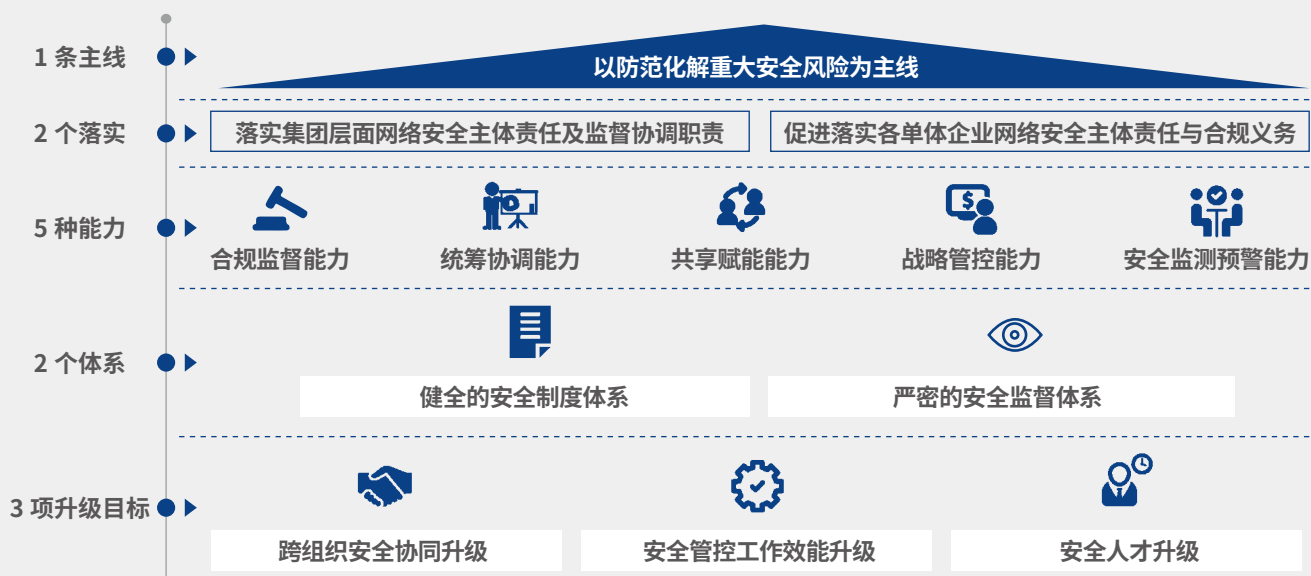 1 条主线
以防范化解重大安全风险为主线
2 个落实
落实集团层面网络安全主体责任及监督协调职责
促进落实各单体企业网络安全主体责任与合规义务
5 种能力
合规监督能力
统筹协调能力
共享赋能能力
战略管控能力
安全监测预警能力
2 个体系
健全的安全制度体系
严密的安全监督体系
3 项升级目标
跨组织安全协同升级
安全管控工作效能升级
安全人才升级